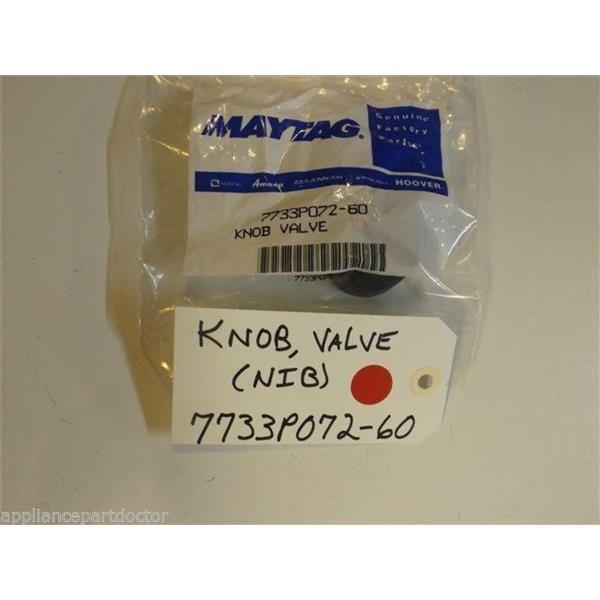 MAYTAG.
Genuine
Factory
Parts
Amana
HOOVER
7733P072-60
KNOB VALVE
KNOB, VALVE
(NIB)
7733P072-60
appliancepartdoctor